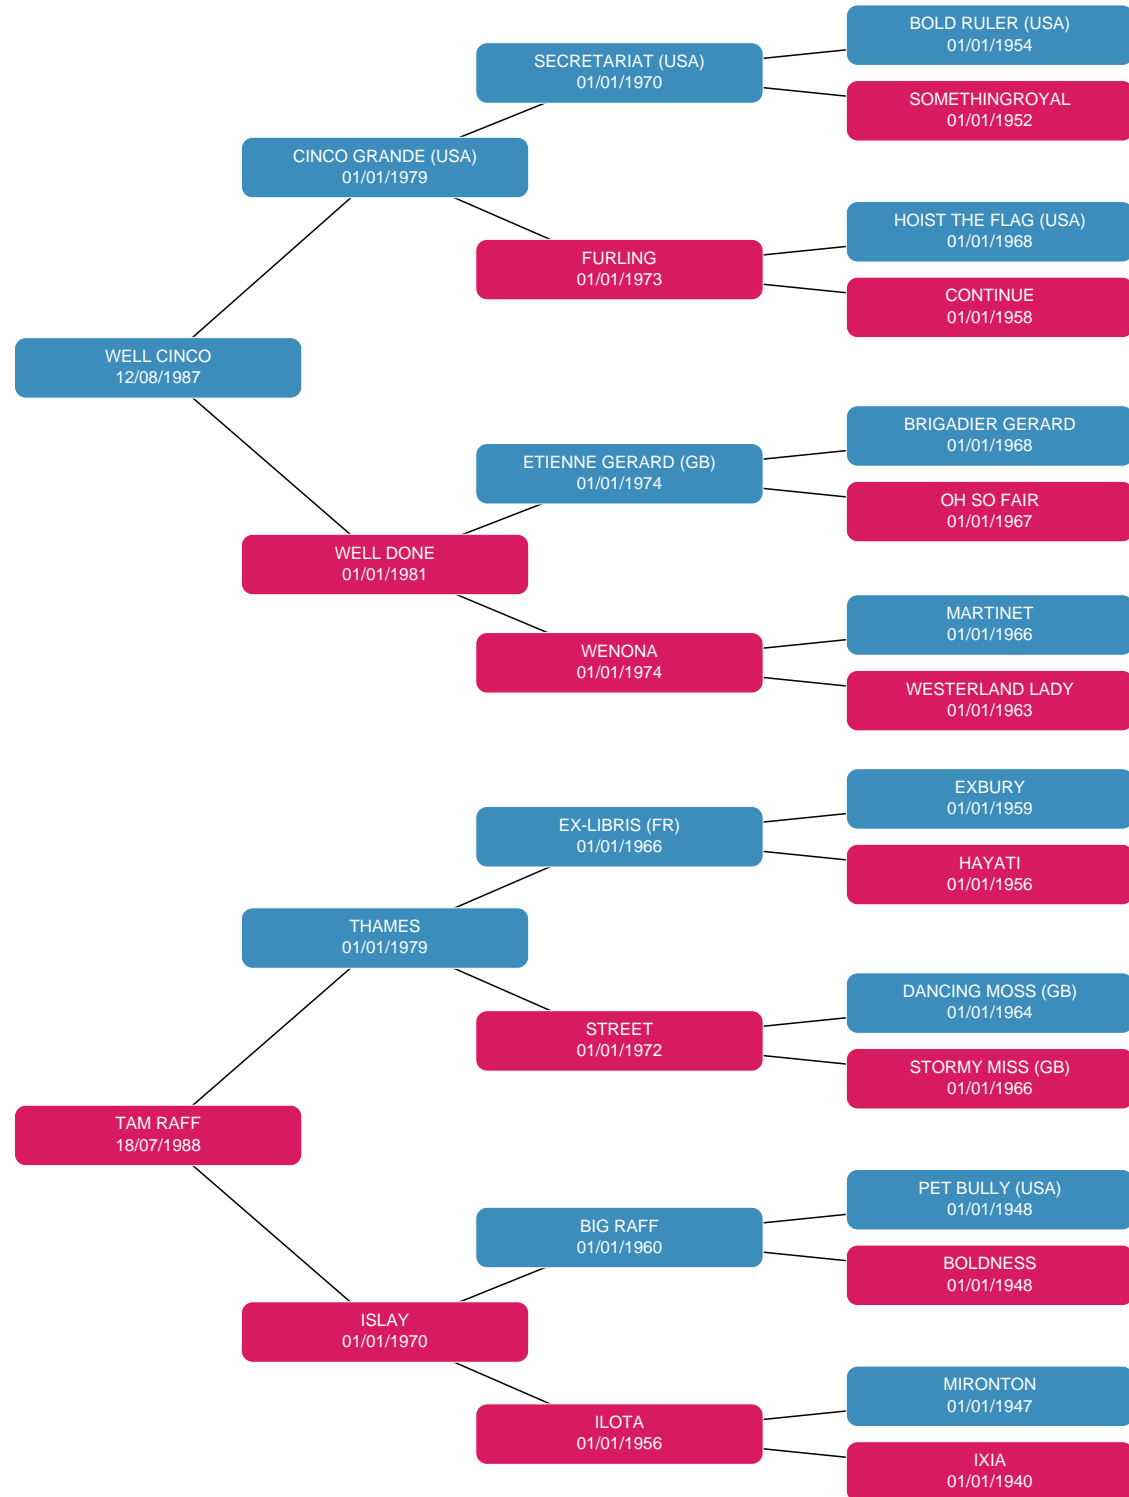 BOLD RULER (USA)
01/01/1954
SECRETARIAT (USA)
01/01/1970
SOMETHINGROYAL
01/01/1952
CINCO GRANDE (USA)
01/01/1979
HOIST THE FLAG (USA)
01/01/1968
FURLING
01/01/1973
CONTINUE
01/01/1958
WELL CINCO
12/08/1987
BRIGADIER GERARD
01/01/1968
ETIENNE GERARD (GB)
01/01/1974
OH SO FAIR
01/01/1967
WELL DONE
01/01/1981
MARTINET
01/01/1966
WENONA
01/01/1974
WESTERLAND LADY
01/01/1963
EXBURY
01/01/1959
EX-LIBRIS (FR)
01/01/1966
HAYATI
01/01/1956
THAMES
01/01/1979
DANCING MOSS (GB)
01/01/1964
STREET
01/01/1972
STORMY MISS (GB)
01/01/1966
TAM RAFF
18/07/1988
PET BULLY (USA)
01/01/1948
BIG RAFF
01/01/1960
BOLDNESS
01/01/1948
ISLAY
01/01/1970
MIRONTON
01/01/1947
ILOTA
01/01/1956
IXIA
01/01/1940